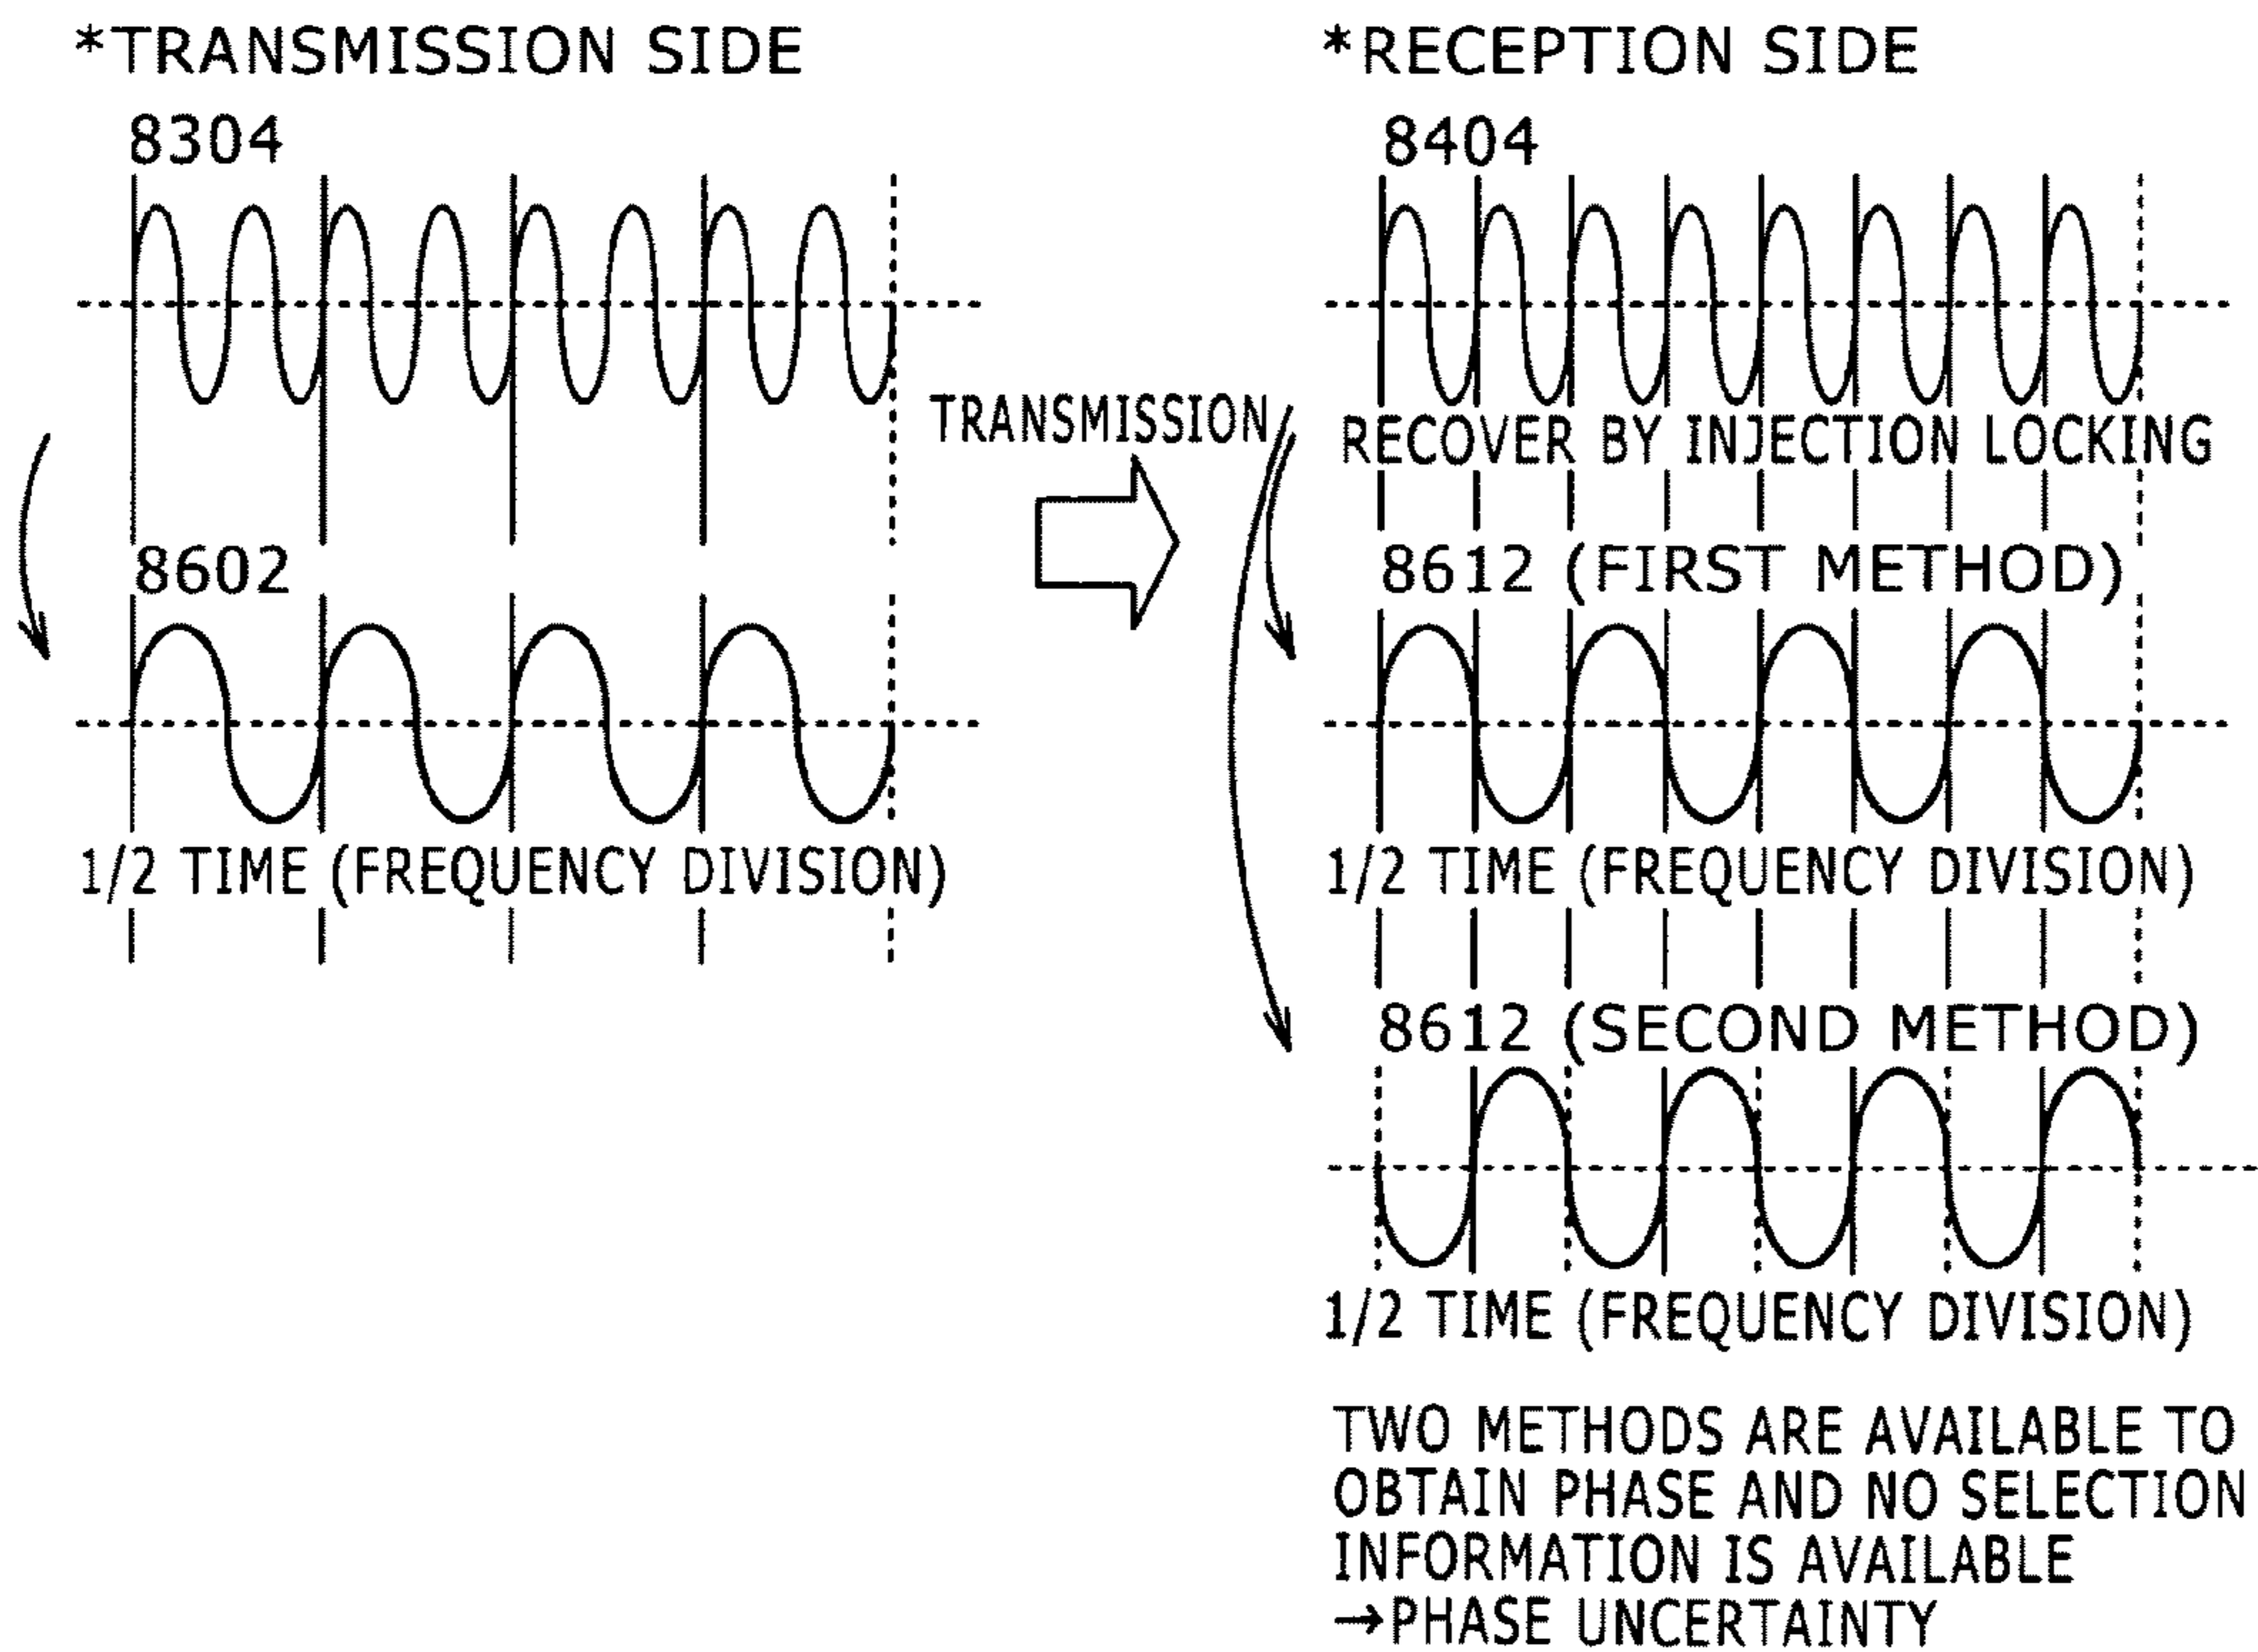 *TRANSMISSION SIDE
8304
8602
1/2 TIME (FREQUENCY DIVISION)
TRANSMISSION
*RECEPTION SIDE
8404
RECOVER BY INJECTION LOCKING
8612 (FIRST METHOD)
1/2 TIME (FREQUENCY DIVISION)
8612 (SECOND METHOD)
1/2 TIME (FREQUENCY DIVISION)
TWO METHODS ARE AVAILABLE TO
OBTAIN PHASE AND NO SELECTION
INFORMATION IS AVAILABLE
→PHASE UNCERTAINTY